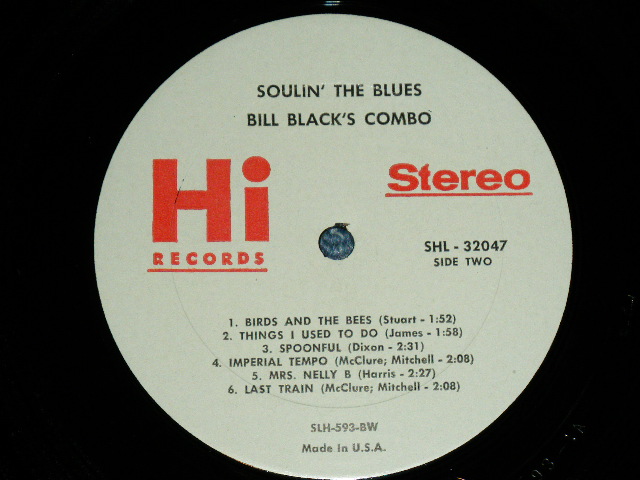 SOULIN' THE BLUES
BILL BLACK'S COMBO
Hi
RECORDS
Stereo
SHL - 32047
SIDE TWO
1. BIRDS AND THE BEES (Stuart - 1:52)
2. THINGS I USED TO DO (James - 1:58)
3. SPOONFUL (Dixon - 2:31)
4. IMPERIAL TEMPO (McClure; Mitchell - 2:08)
5. MRS. NELLY B (Harris - 2:27)
6. LAST TRAIN (McClure; Mitchell - 2:08)
SLH-593-BW
Made in U.S.A.